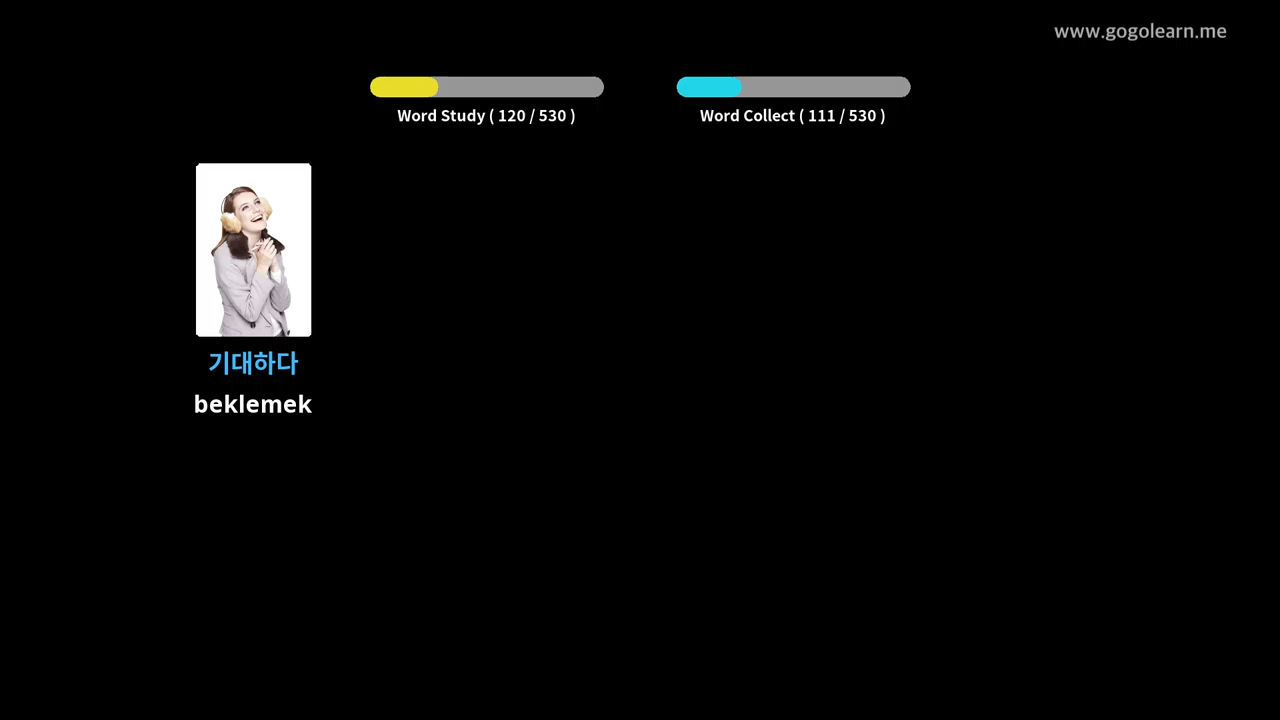 www.gogolearn.me
Word Study ( 120 / 530 )
Word Collect ( 111 / 530 )
기대하다
beklemek